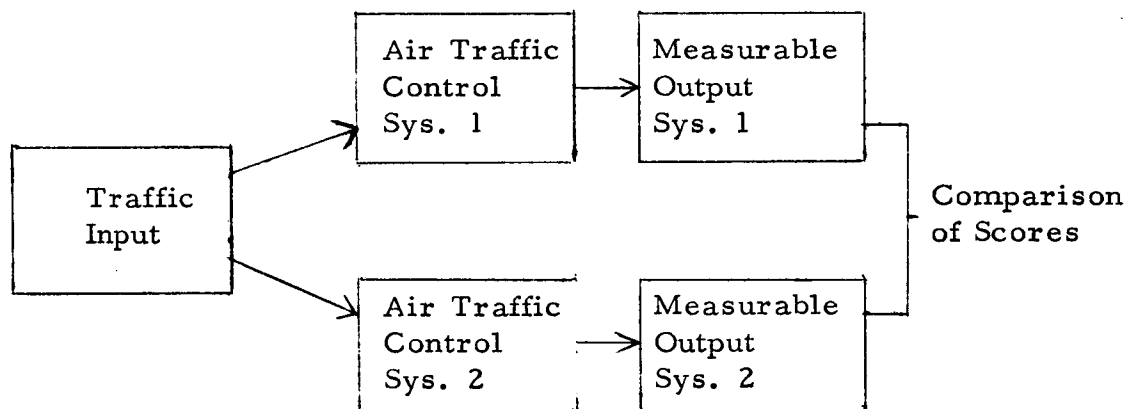 Air Traffic
Control
Sys. 1
Measurable
Output
Sys. 1
Traffic
Input
Comparison
of Scores
Air Traffic
Control
Sys. 2
Measurable
Output
Sys. 2